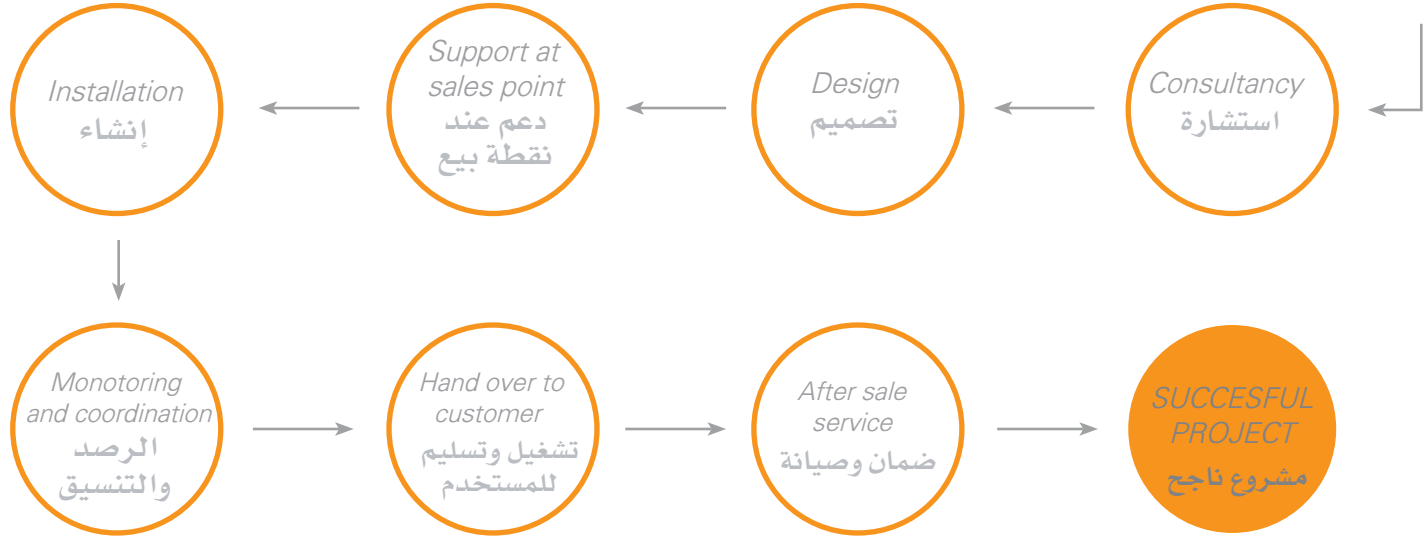 Consultancy
استشارة
Design
تصميم
Support at
sales point
دعم عند
نقطة بيع
Installation
إنشاء
Monotoring
and coordination
الرصد
والتنسيق
Hand over to
customer
تشغيل وتسليم
للمستخدم
After sale
service
ضمان وصيانة
SUCCESFUL
PROJECT
مشروع ناجح